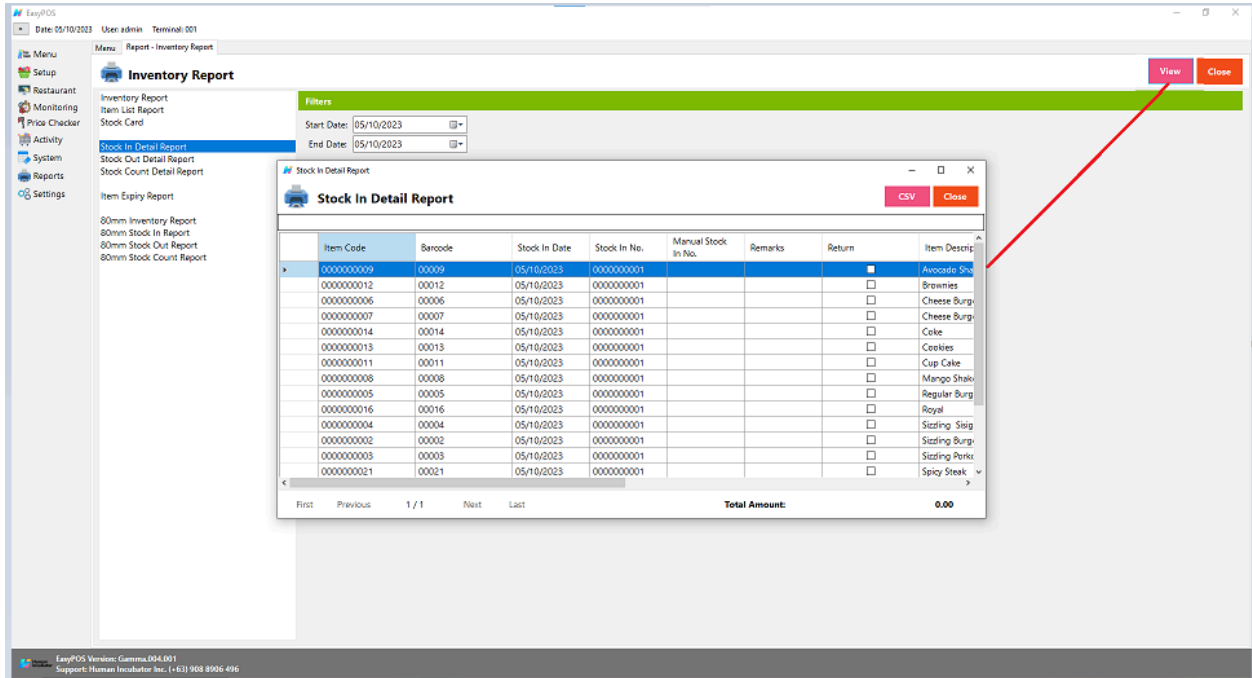 EasyPOS
Date: 05/10/2023 User: admin Terminal: 001
Menu
Setup
Restaurant
Monitoring
Price Checker
Activity
System
Reports
Settings
Menu Report - Inventory Report
Inventory Report
View Close
Inventory Report
Item List Report
Stock Card
Stock In Detail Report
Stock Out Detail Report
Stock Count Detail Report
Item Expiry Report
80mm Inventory Report
80mm Stock In Report
80mm Stock Out Report
80mm Stock Count Report
Filters
Start Date: 05/10/2023
End Date: 05/10/2023
Stock In Detail Report
Stock In Detail Report
CSV Close
Item Code Barcode Stock In Date Stock In No. Manual Stock In No. Remarks Return Item Descrip
0000000009 00009 05/10/2023 0000000001 Avocado Sha
0000000012 00012 05/10/2023 0000000001 Brownies
0000000006 00006 05/10/2023 0000000001 Cheese Burg
0000000007 00007 05/10/2023 0000000001 Cheese Burg
0000000014 00014 05/10/2023 0000000001 Coke
0000000013 00013 05/10/2023 0000000001 Cookies
0000000011 00011 05/10/2023 0000000001 Cup Cake
0000000008 00008 05/10/2023 0000000001 Mango Shak
0000000005 00005 05/10/2023 0000000001 Regular Burg
0000000016 00016 05/10/2023 0000000001 Royal
0000000004 00004 05/10/2023 0000000001 Sizzling Sisig
0000000002 00002 05/10/2023 0000000001 Sizzling Burg
0000000003 00003 05/10/2023 0000000001 Sizzling Pork
0000000021 00021 05/10/2023 0000000001 Spicy Steak
First Previous 1 / 1 Next Last Total Amount: 0.00
EasyPOS Version: Gamma.004.001
Support: Human Incubator Inc. (+63) 908 8906 496